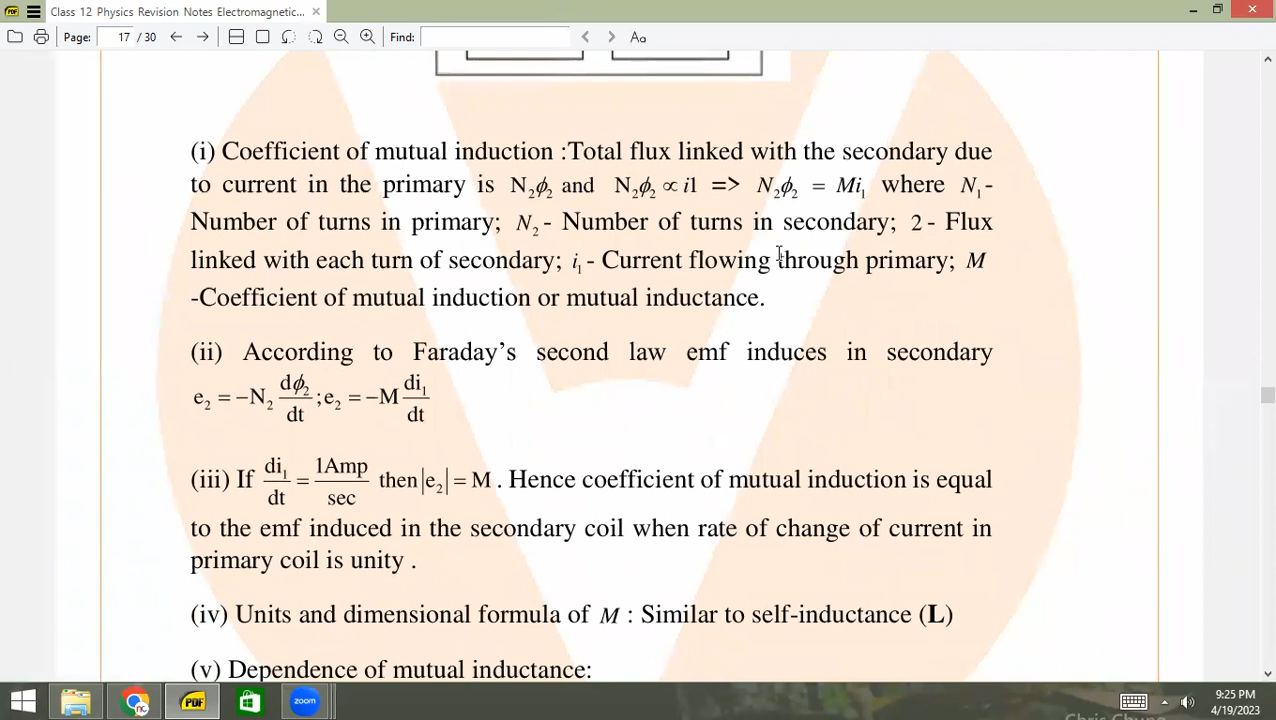 Class 12 Physics Revision Notes Electromagnetic...
Page: 17 / 30 Find: Aa
(i) Coefficient of mutual induction :Total flux linked with the secondary due
to current in the primary is N₂ϕ₂ and N₂ϕ₂ ∝ i1 => N₂ϕ₂ = Mi₁ where N₁-
Number of turns in primary; N₂ - Number of turns in secondary; 2 - Flux
linked with each turn of secondary; i₁ - Current flowing through primary; M
-Coefficient of mutual induction or mutual inductance.
(ii) According to Faraday’s second law emf induces in secondary
e₂ = −N₂ dϕ₂/dt ; e₂ = −M di₁/dt
(iii) If di₁/dt = 1Amp/sec then |e₂| = M . Hence coefficient of mutual induction is equal
to the emf induced in the secondary coil when rate of change of current in
primary coil is unity .
(iv) Units and dimensional formula of M : Similar to self-inductance (L)
(v) Dependence of mutual inductance:
PDF
zoom
9:25 PM
4/19/2023